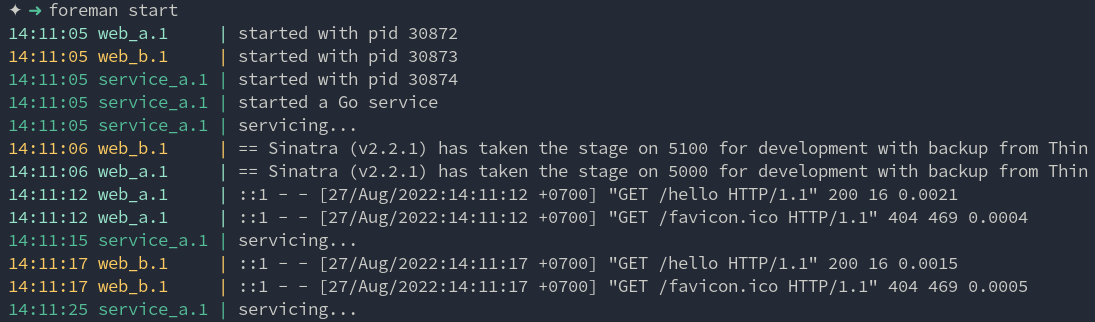 ✦ ➜ foreman start
14:11:05 web_a.1     | started with pid 30872
14:11:05 web_b.1     | started with pid 30873
14:11:05 service_a.1 | started with pid 30874
14:11:05 service_a.1 | started a Go service
14:11:05 service_a.1 | servicing...
14:11:06 web_b.1     | == Sinatra (v2.2.1) has taken the stage on 5100 for development with backup from Thin
14:11:06 web_a.1     | == Sinatra (v2.2.1) has taken the stage on 5000 for development with backup from Thin
14:11:12 web_a.1     | ::1 - - [27/Aug/2022:14:11:12 +0700] "GET /hello HTTP/1.1" 200 16 0.0021
14:11:12 web_a.1     | ::1 - - [27/Aug/2022:14:11:12 +0700] "GET /favicon.ico HTTP/1.1" 404 469 0.0004
14:11:15 service_a.1 | servicing...
14:11:17 web_b.1     | ::1 - - [27/Aug/2022:14:11:17 +0700] "GET /hello HTTP/1.1" 200 16 0.0015
14:11:17 web_b.1     | ::1 - - [27/Aug/2022:14:11:17 +0700] "GET /favicon.ico HTTP/1.1" 404 469 0.0005
14:11:25 service_a.1 | servicing...